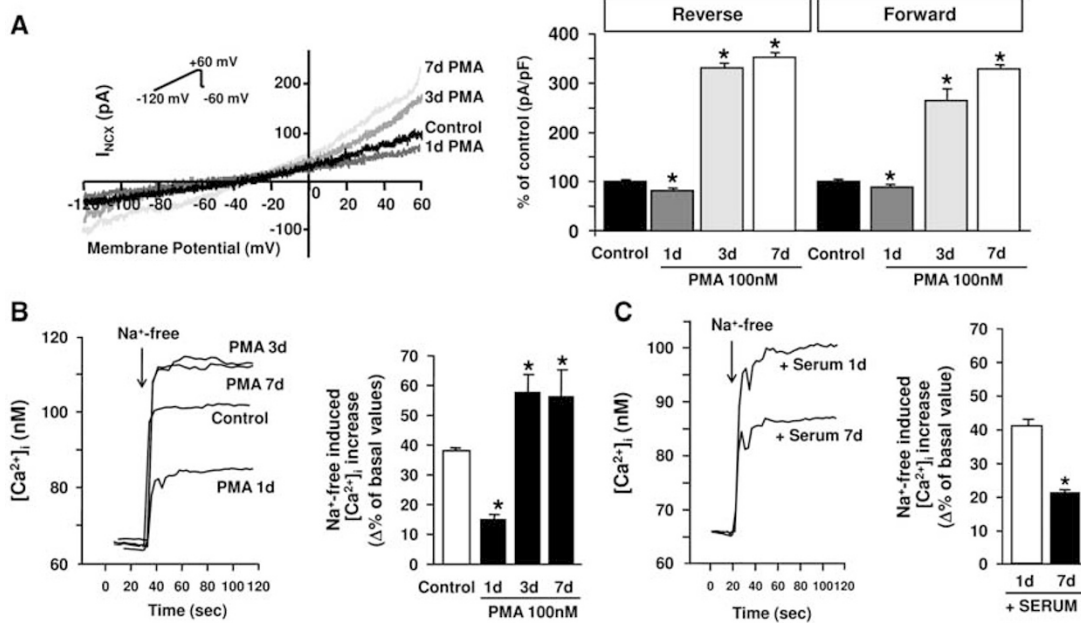 A
Reverse
Forward
+60 mV
-120 mV
-60 mV
I_NCX (pA)
200
100
0
-100
-120 -100 -80 -60 -40 -20 0 20 40 60
7d PMA
3d PMA
Control
1d PMA
Membrane Potential (mV)
% of control (pA/pF)
400
300
200
100
0
* * * * * *
Control 1d 3d 7d Control 1d 3d 7d
PMA 100nM PMA 100nM
B
Na⁺-free
PMA 3d
PMA 7d
Control
PMA 1d
[Ca²⁺]i (nM)
120
100
80
60
0 20 40 60 80 100 120
Time (sec)
Na⁺-free induced
[Ca²⁺]i increase
(Δ% of basal values)
70
60
50
40
30
20
10
0
* * *
Control 1d 3d 7d
PMA 100nM
C
Na⁺-free
+ Serum 1d
+ Serum 7d
[Ca²⁺]i (nM)
100
90
80
70
60
0 20 40 60 80 100 120
Time (sec)
Na⁺-free induced
[Ca²⁺]i increase
(Δ% of basal values)
70
60
50
40
30
20
10
0
*
1d 7d
+ SERUM